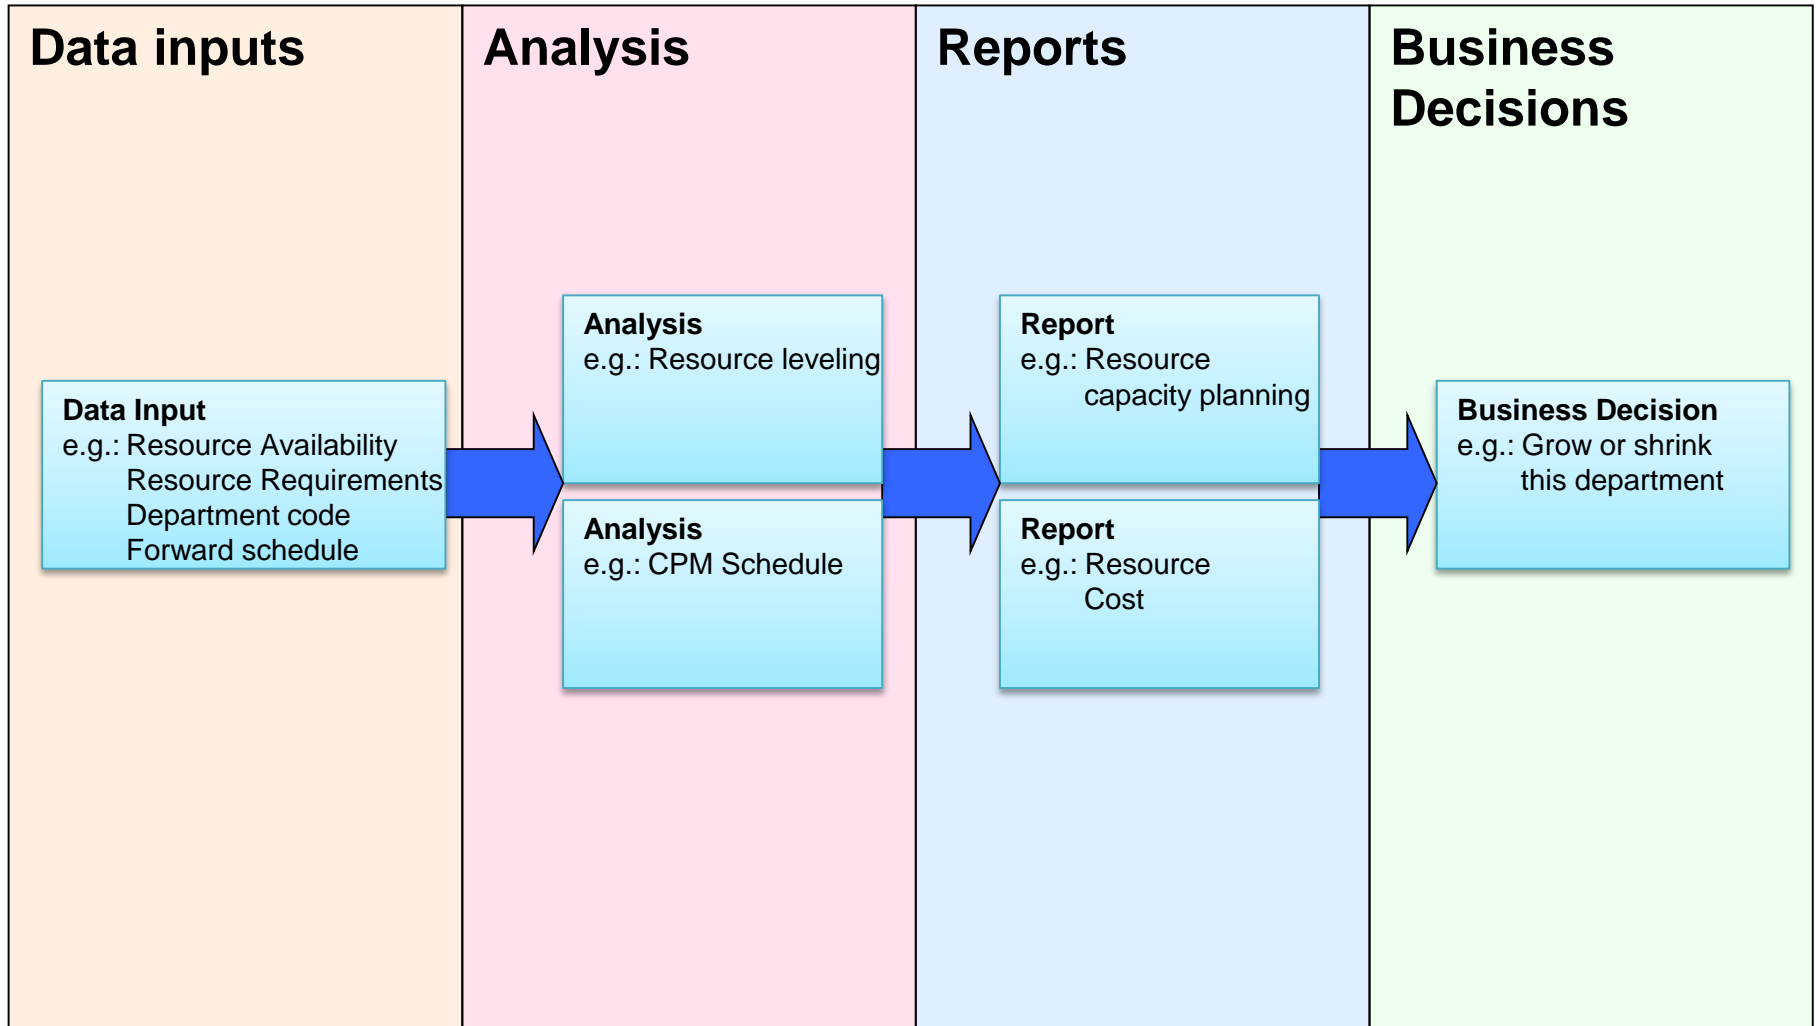 Data inputs
Analysis
Reports
Business
Decisions
Data Input
e.g.: Resource Availability
Resource Requirements
Department code
Forward schedule
Analysis
e.g.: Resource leveling
Analysis
e.g.: CPM Schedule
Report
e.g.: Resource
capacity planning
Report
e.g.: Resource
Cost
Business Decision
e.g.: Grow or shrink
this department